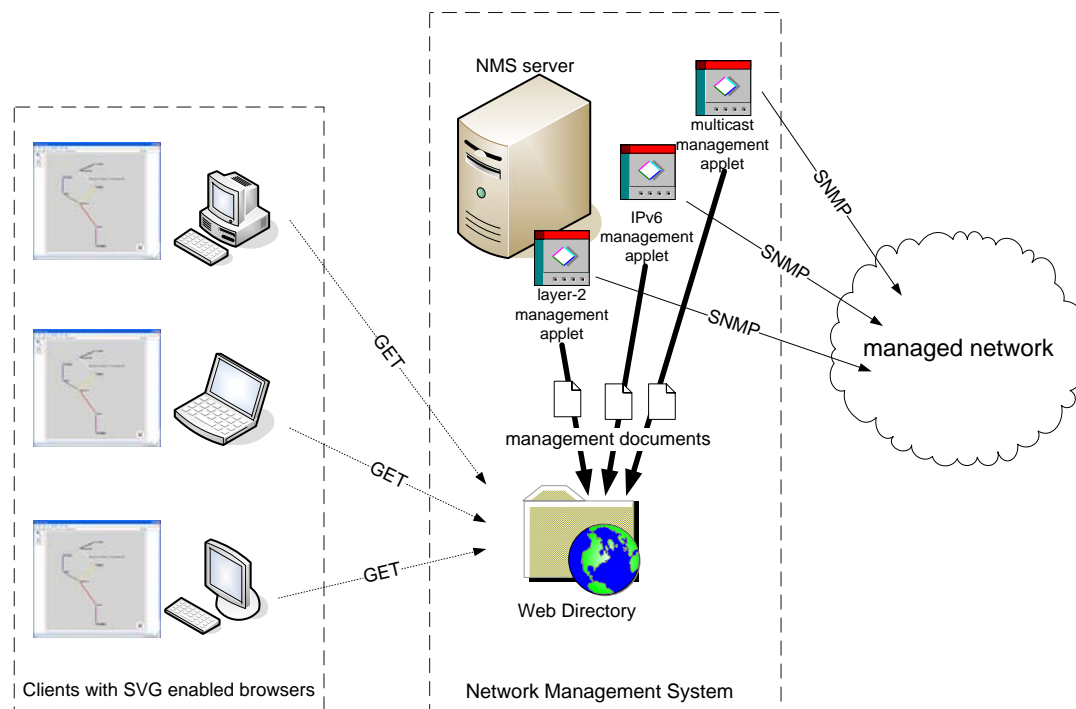 NMS server
multicast
management
applet
IPv6
management
applet
layer-2
management
applet
SNMP
SNMP
SNMP
managed network
GET
GET
GET
management documents
Web Directory
Clients with SVG enabled browsers
Network Management System